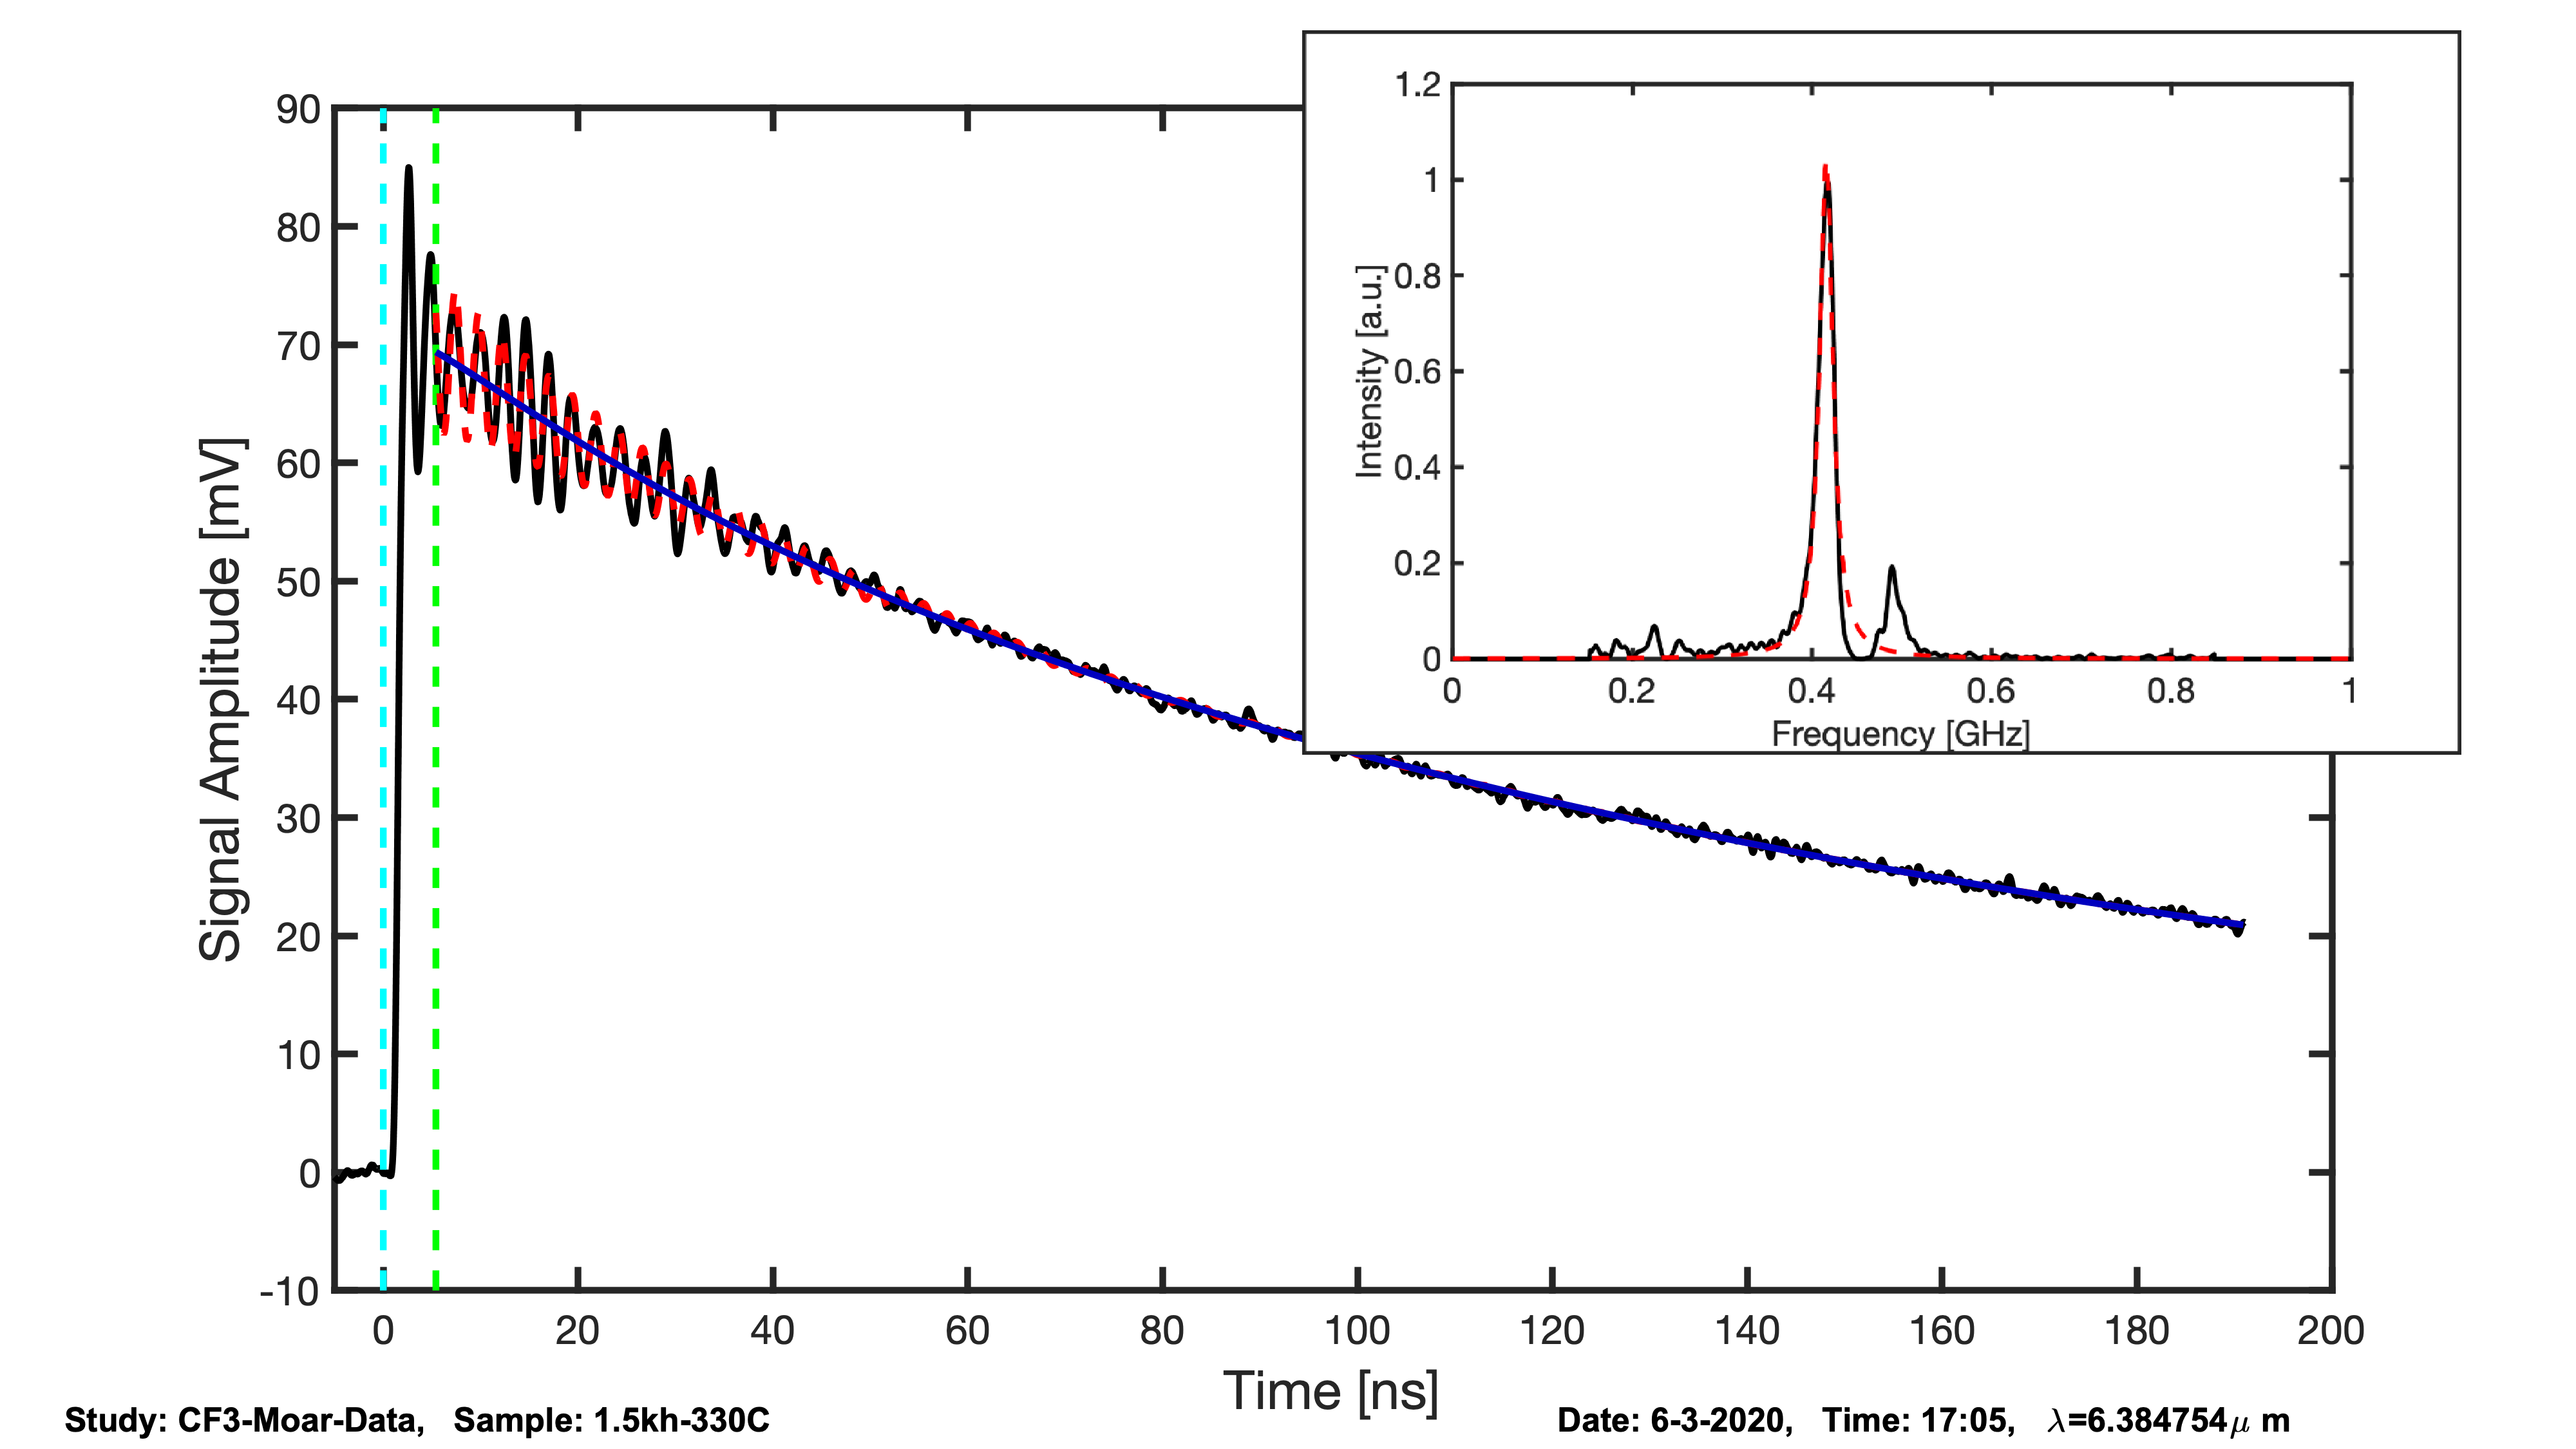 90
80
70
60
50
40
30
20
10
0
-10
Signal Amplitude [mV]
0 20 40 60 80 100 120 140 160 180 200
Time [ns]
1.2
1
0.8
0.6
0.4
0.2
0
Intensity [a.u.]
0 0.2 0.4 0.6 0.8 1
Frequency [GHz]
Study: CF3-Moar-Data, Sample: 1.5kh-330C
Date: 6-3-2020, Time: 17:05, λ=6.384754μ m